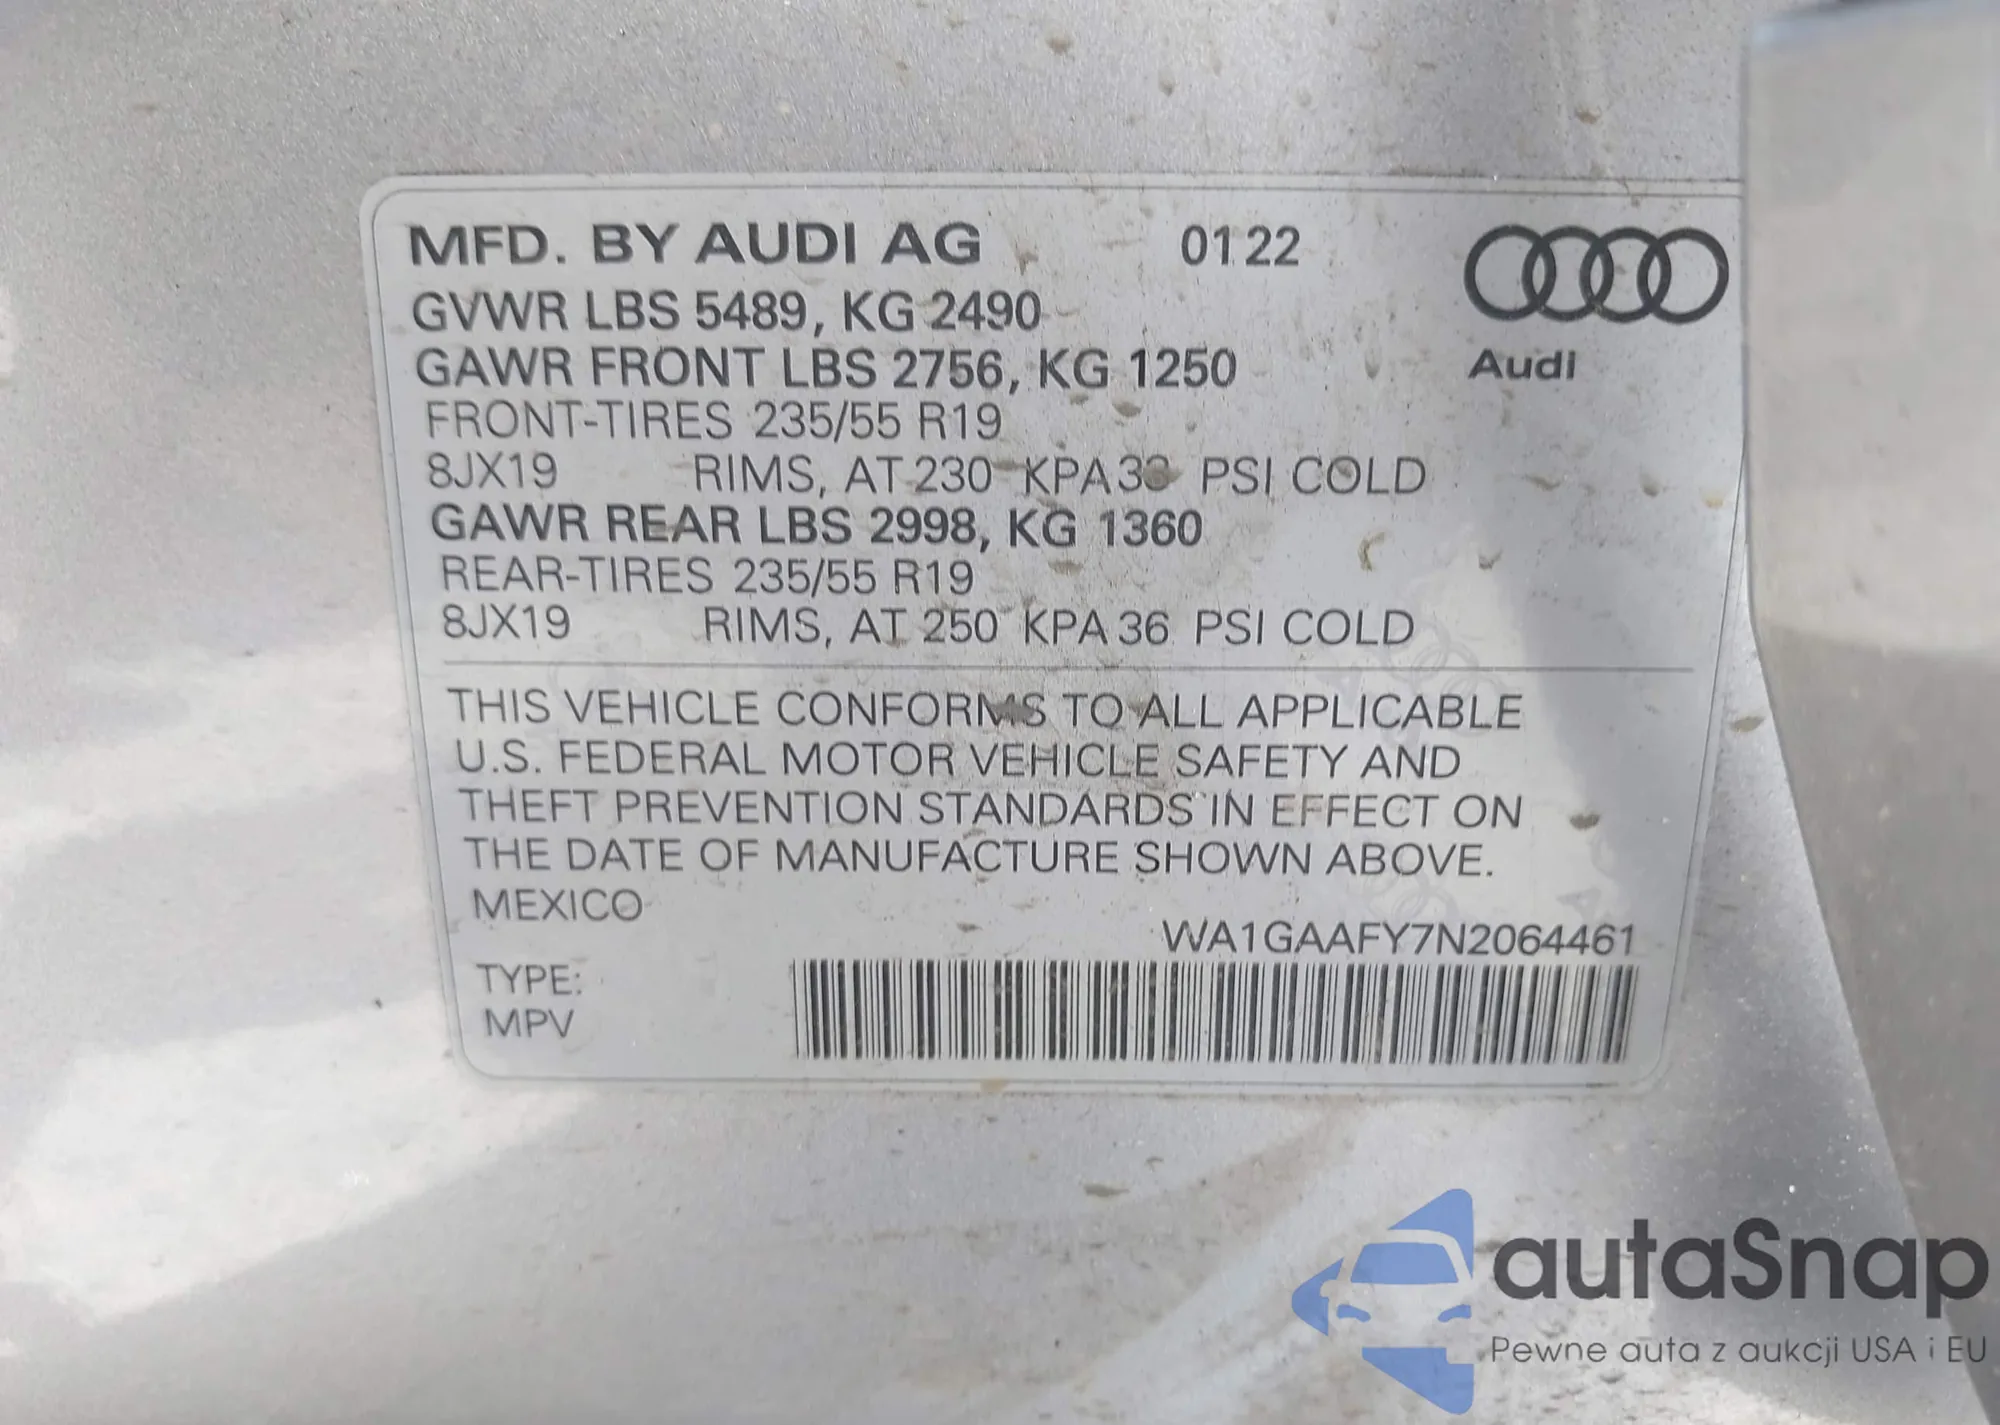 MFD. BY AUDI AG 01 22
GVWR LBS 5489, KG 2490
GAWR FRONT LBS 2756, KG 1250
Audi
FRONT-TIRES 235/55 R19
8JX19 RIMS, AT 230 KPA 33 PSI COLD
GAWR REAR LBS 2998, KG 1360
REAR-TIRES 235/55 R19
8JX19 RIMS, AT 250 KPA 36 PSI COLD
THIS VEHICLE CONFORMS TO ALL APPLICABLE
U.S. FEDERAL MOTOR VEHICLE SAFETY AND
THEFT PREVENTION STANDARDS IN EFFECT ON
THE DATE OF MANUFACTURE SHOWN ABOVE.
MEXICO
WA1GAAFY7N2064461
TYPE:
MPV
autaSnap
Pewne auta z aukcji USA i EU